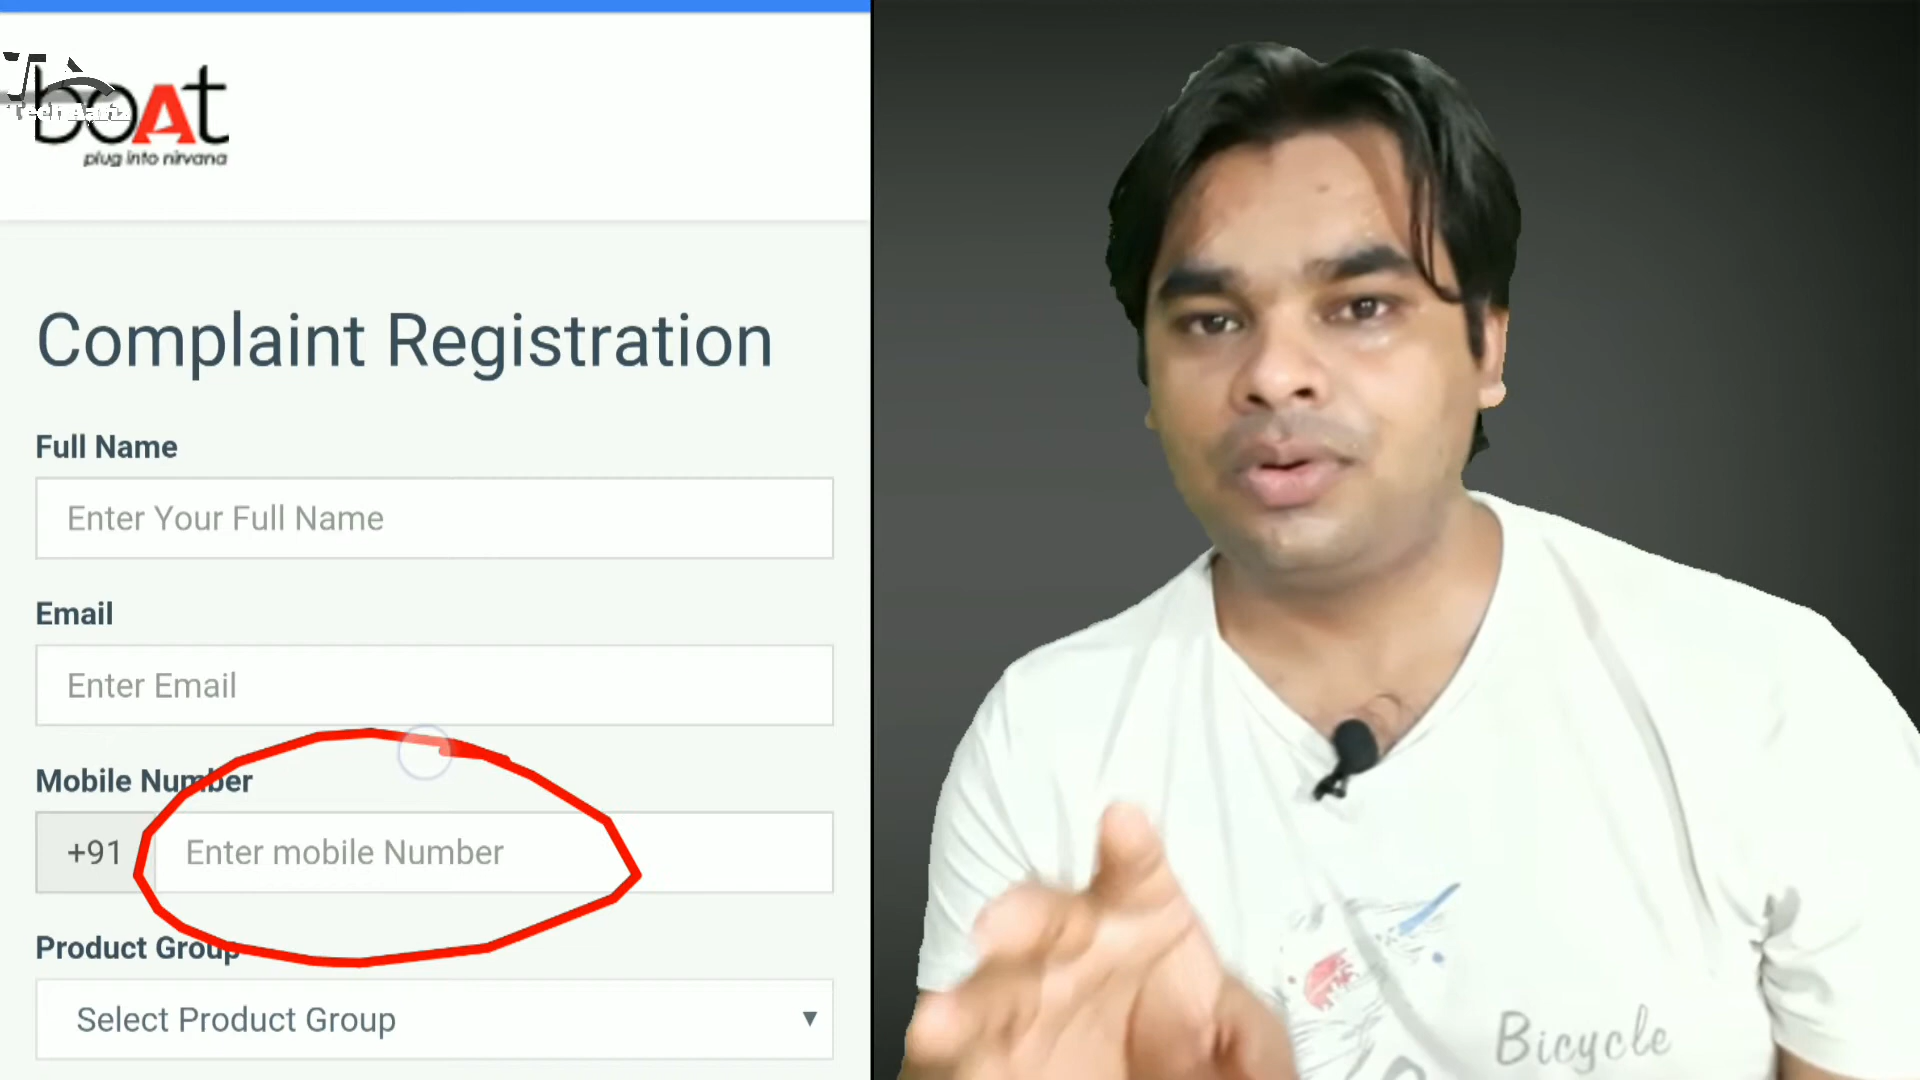 boAt
plug into nirvana
Complaint Registration
Full Name
Enter Your Full Name
Email
Enter Email
Mobile Number
+91
Enter mobile Number
Product Group
Select Product Group
Bicycle